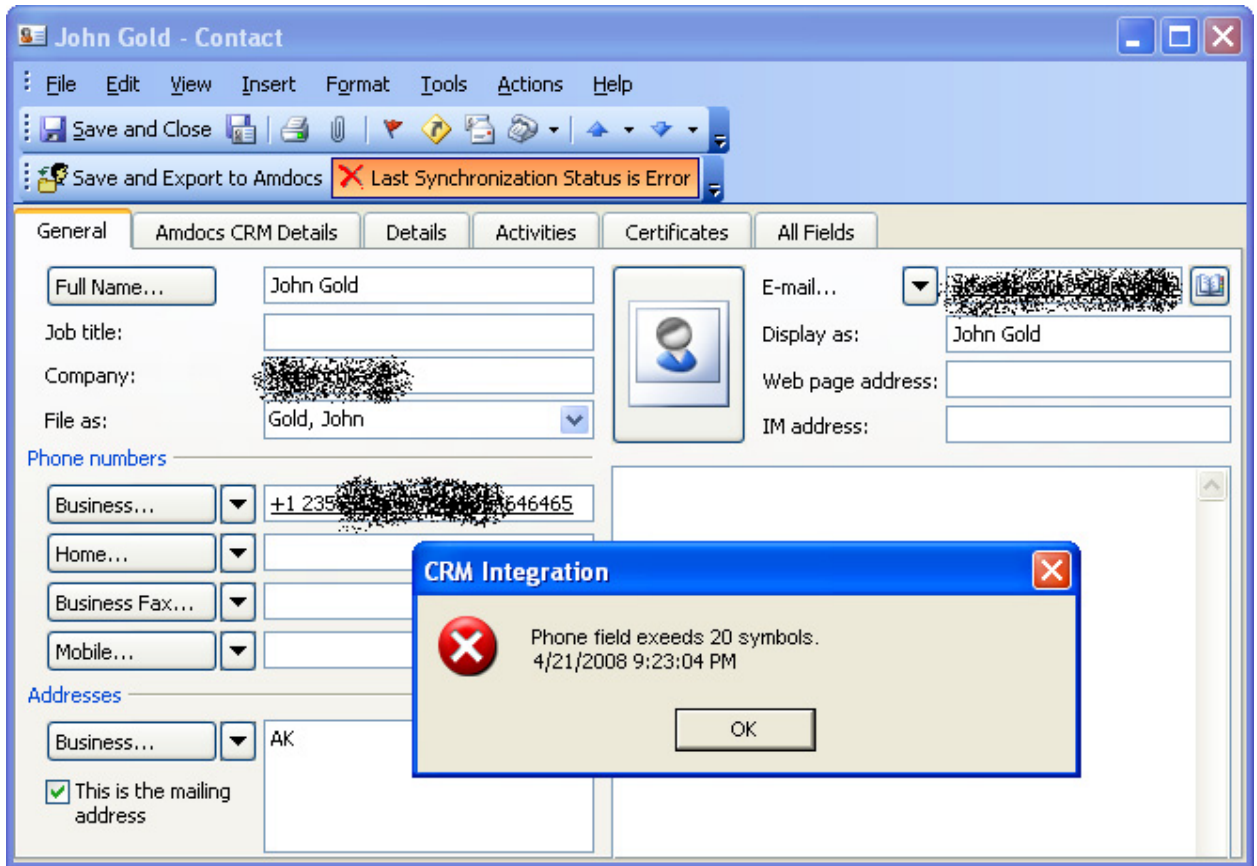 John Gold - Contact
File Edit View Insert Format Tools Actions Help
Save and Close
Save and Export to Amdocs Last Synchronization Status is Error
General Amdocs CRM Details Details Activities Certificates All Fields
Full Name... John Gold
Job title:
Company:
File as: Gold, John
E-mail...
Display as: John Gold
Web page address:
IM address:
Phone numbers
Business... +1 235 646465
Home...
Business Fax...
Mobile...
Addresses
Business... AK
This is the mailing
address
CRM Integration
Phone field exeeds 20 symbols.
4/21/2008 9:23:04 PM
OK